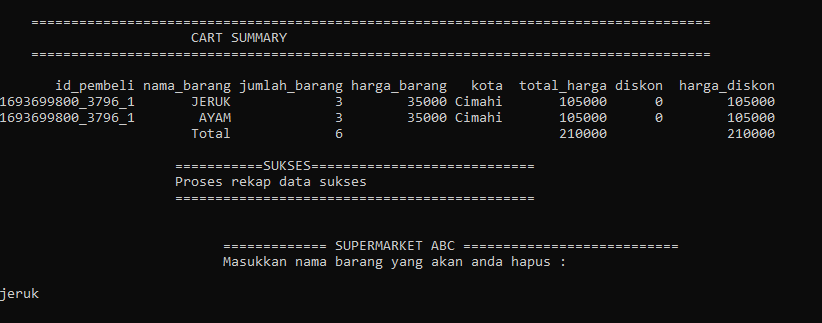 =====================================================================================
CART SUMMARY
=====================================================================================
id_pembeli nama_barang jumlah_barang harga_barang kota total_harga diskon harga_diskon
1693699800_3796_1 JERUK 3 35000 Cimahi 105000 0 105000
1693699800_3796_1 AYAM 3 35000 Cimahi 105000 0 105000
Total 6 210000 210000
===========SUKSES============================
Proses rekap data sukses
=============================================
============= SUPERMARKET ABC ===========================
Masukkan nama barang yang akan anda hapus :
jeruk